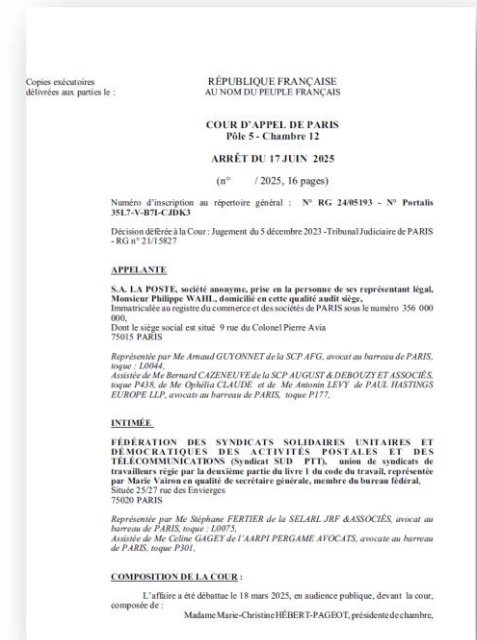 Copies exécutoires
délivrées aux parties le :
RÉPUBLIQUE FRANÇAISE
AU NOM DU PEUPLE FRANÇAIS
COUR D'APPEL DE PARIS
Pôle 5 - Chambre 12
ARRÊT DU 17 JUIN 2025
(n° / 2025, 16 pages)
Numéro d'inscription au répertoire général : N° RG 24/05193 - N° Portalis
35L7-V-B7I-CJDK3
Décision déférée à la Cour : Jugement du 5 décembre 2023 -Tribunal Judiciaire de PARIS
- RG n° 21/15827
APPELANTE
S.A. LA POSTE, société anonyme, prise en la personne de ses représentant légal,
Monsieur Philippe WAHL, domicilié en cette qualité audit siège,
Immatriculée au registre du commerce et des sociétés de PARIS sous le numéro 356 000
000,
Dont le siège social est situé 9 rue du Colonel Pierre Avia
75015 PARIS
Représentée par Me Arnaud GUYONNET de la SCP AFG, avocat au barreau de PARIS,
toque : L0044,
Assistée de Me Bernard CAZENEUVE de la SCP AUGUST & DEBOUZY ET ASSOCIÉS,
toque P438, de Me Ophélia CLAUDE et de Me Antonin LEVY de PAUL HASTINGS
EUROPE LLP, avocats au barreau de PARIS, toque P177,
INTIMÉE
FÉDÉRATION DES SYNDICATS SOLIDAIRES UNITAIRES ET
DÉMOCRATIQUES DES ACTIVITÉS POSTALES ET DES
TÉLÉCOMMUNICATIONS (Syndicat SUD PTT), union de syndicats de
travailleurs régie par la deuxième partie du livre 1 du code du travail, représentée
par Marie Vairon en qualité de secrétaire générale, membre du bureau fédéral,
Située 25/27 rue des Envierges
75020 PARIS
Représentée par Me Stéphane FERTIER de la SELARL JRF &ASSOCIÉS, avocat au
barreau de PARIS, toque : L0075,
Assistée de Me Celine GAGEY de l'AARPI PERGAME AVOCATS, avocate au barreau
de PARIS, toque P301,
COMPOSITION DE LA COUR :
L'affaire a été débattue le 18 mars 2025, en audience publique, devant la cour,
composée de :
Madame Marie-Christine HÉBERT-PAGEOT, présidente de chambre,